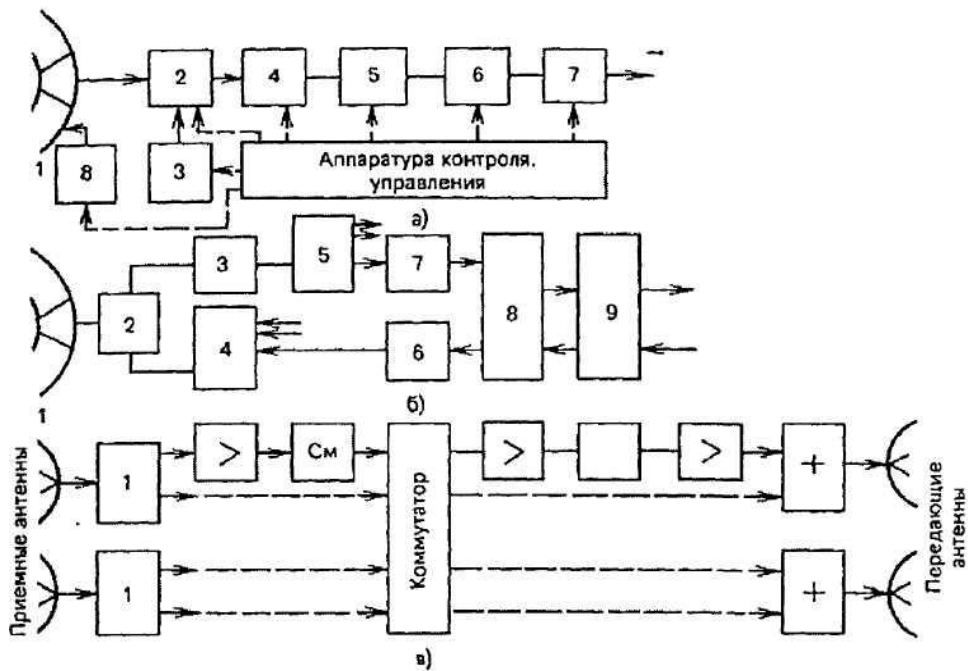 2
4
5
6
7
1
8
3
Аппаратура контроля.
управления
а)
1
2
3
5
7
4
6
8
9
б)
Приемные антенны
1
>
См
Коммутатор
>
>
+
Передающие
антенны
1
+
в)